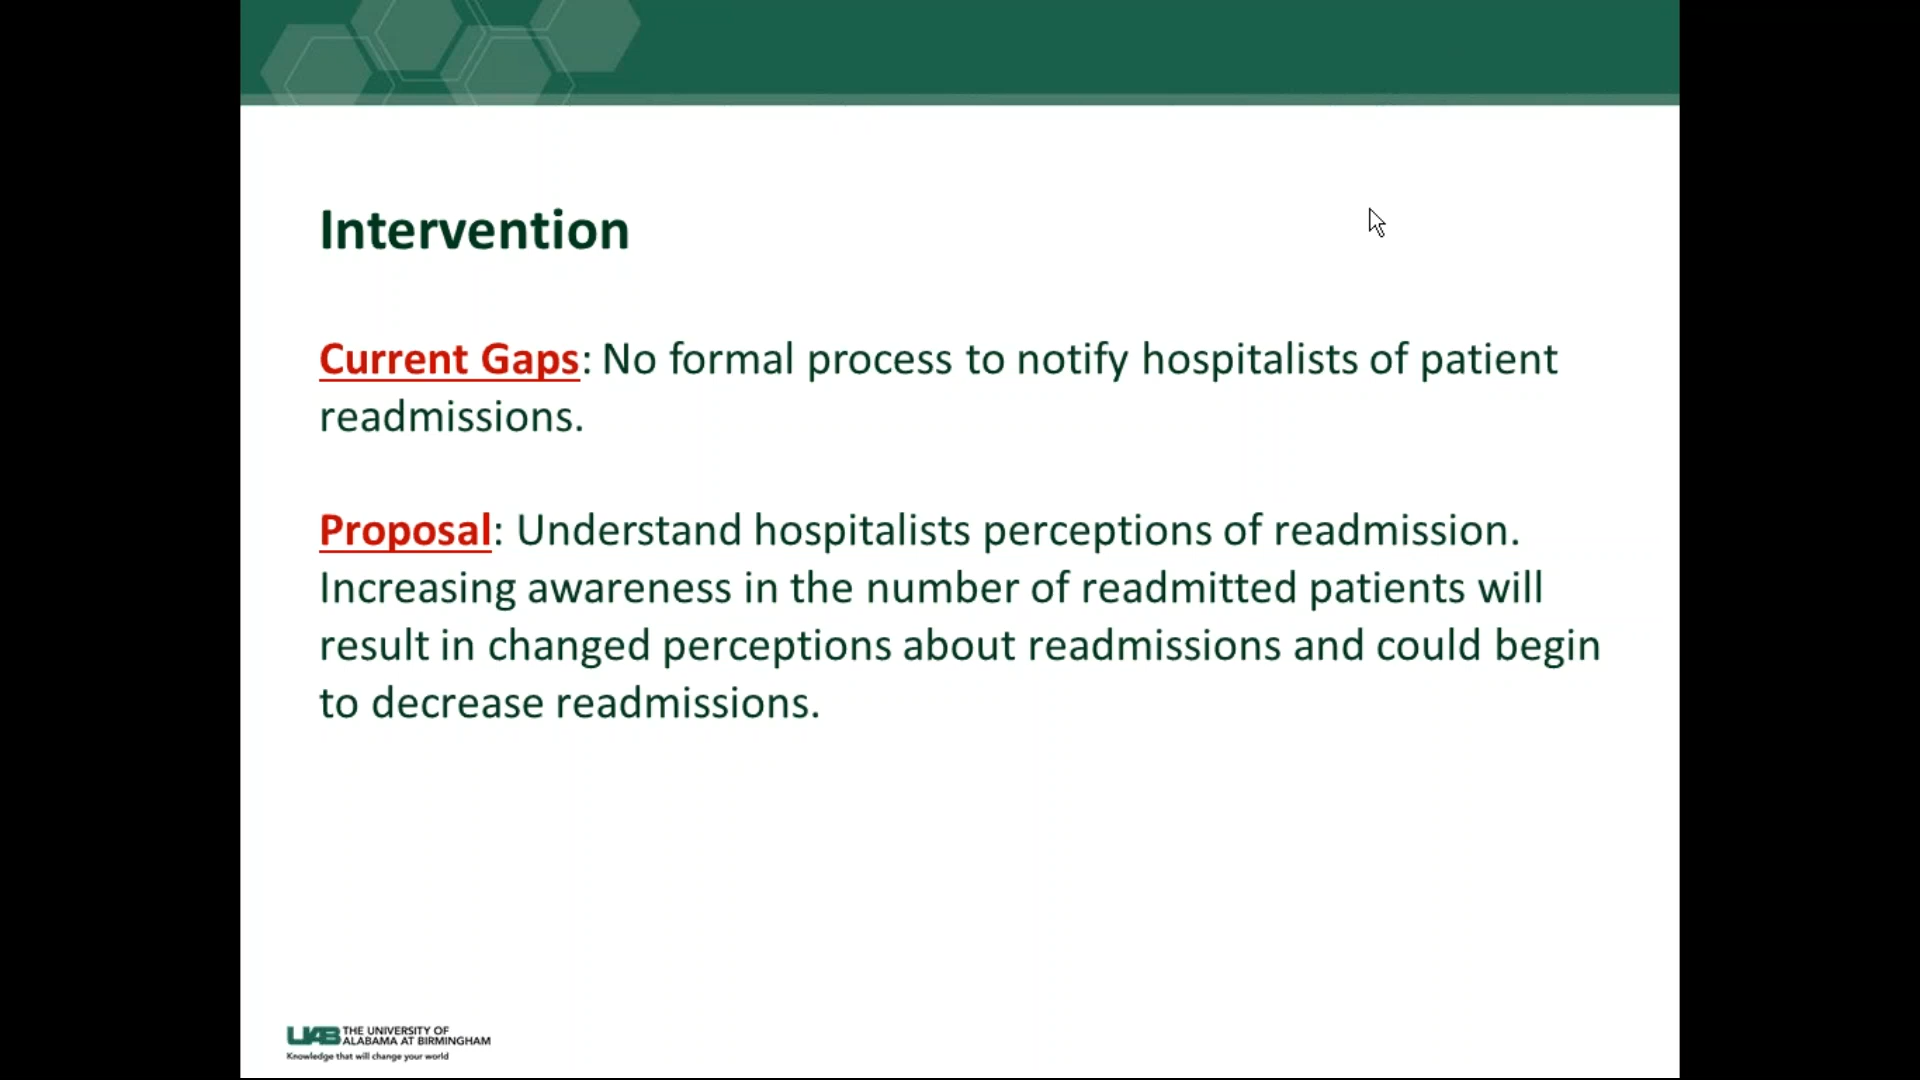 Intervention
Current Gaps: No formal process to notify hospitalists of patient
readmissions.
Proposal: Understand hospitalists perceptions of readmission.
Increasing awareness in the number of readmitted patients will
result in changed perceptions about readmissions and could begin
to decrease readmissions.
UAB THE UNIVERSITY OF
ALABAMA AT BIRMINGHAM
Knowledge that will change your world